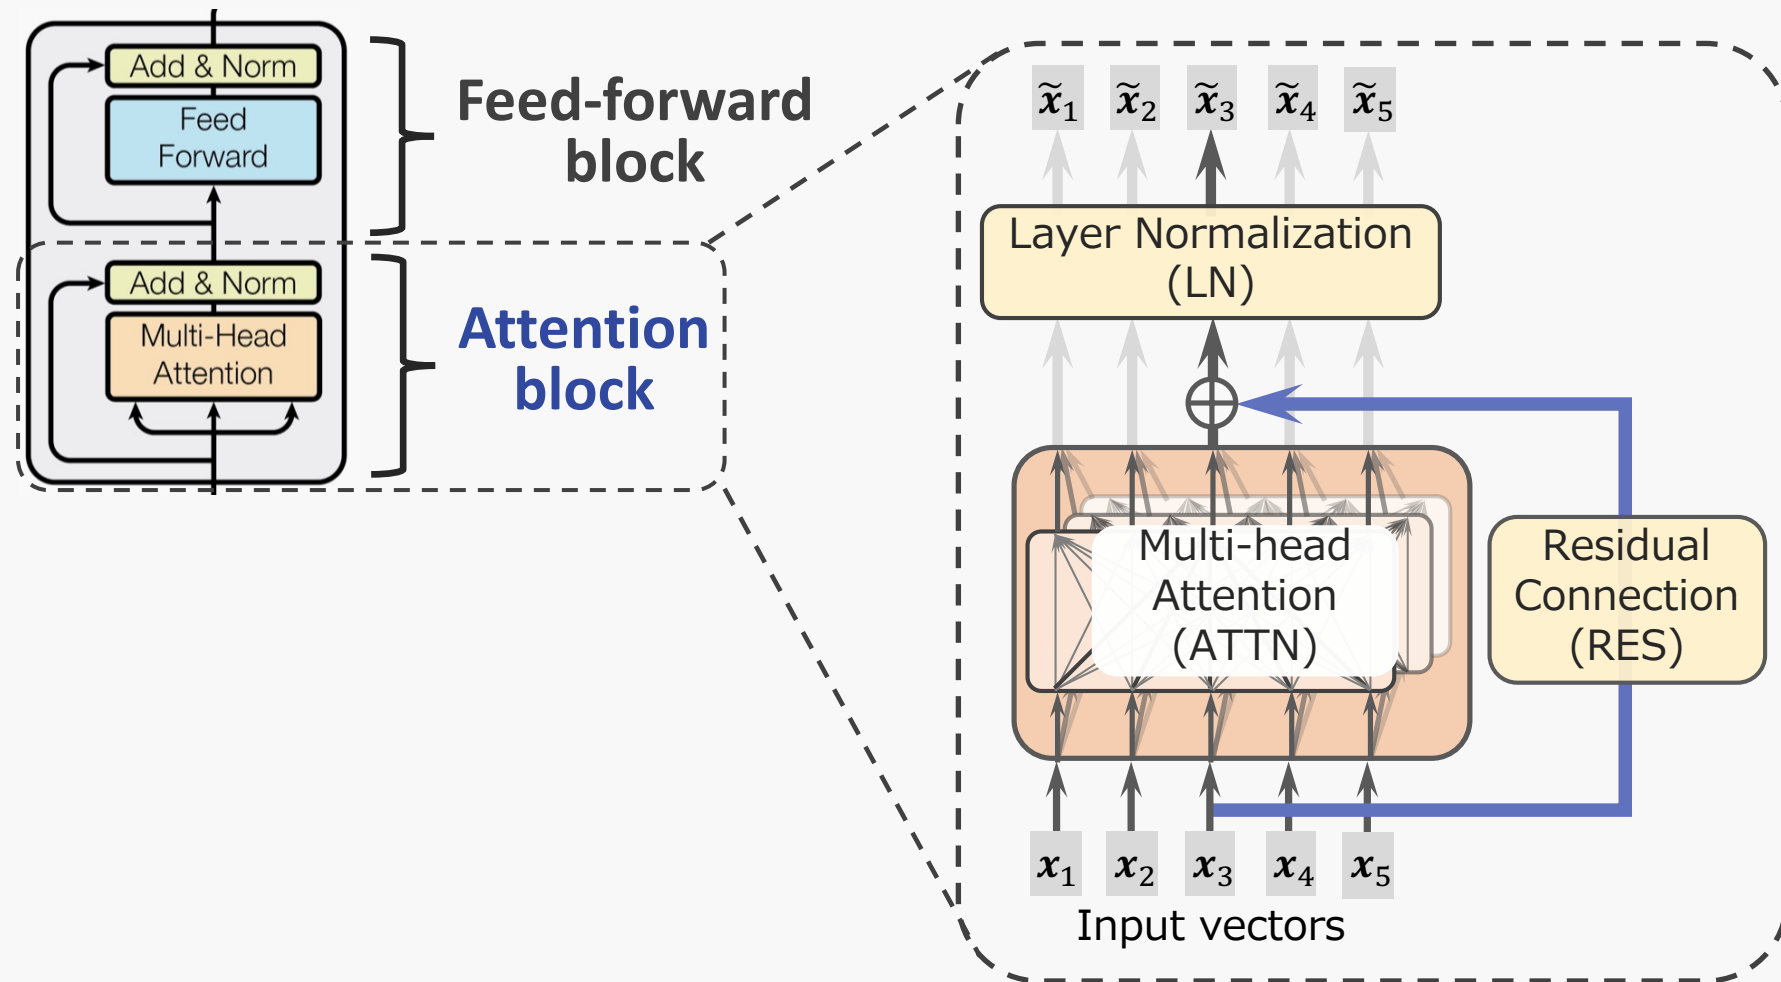 Add & Norm
Feed
Forward
Add & Norm
Multi-Head
Attention
Feed-forward
block
Attention
block
x̃₁ x̃₂ x̃₃ x̃₄ x̃₅
Layer Normalization
(LN)
Multi-head
Attention
(ATTN)
Residual
Connection
(RES)
x₁ x₂ x₃ x₄ x₅
Input vectors